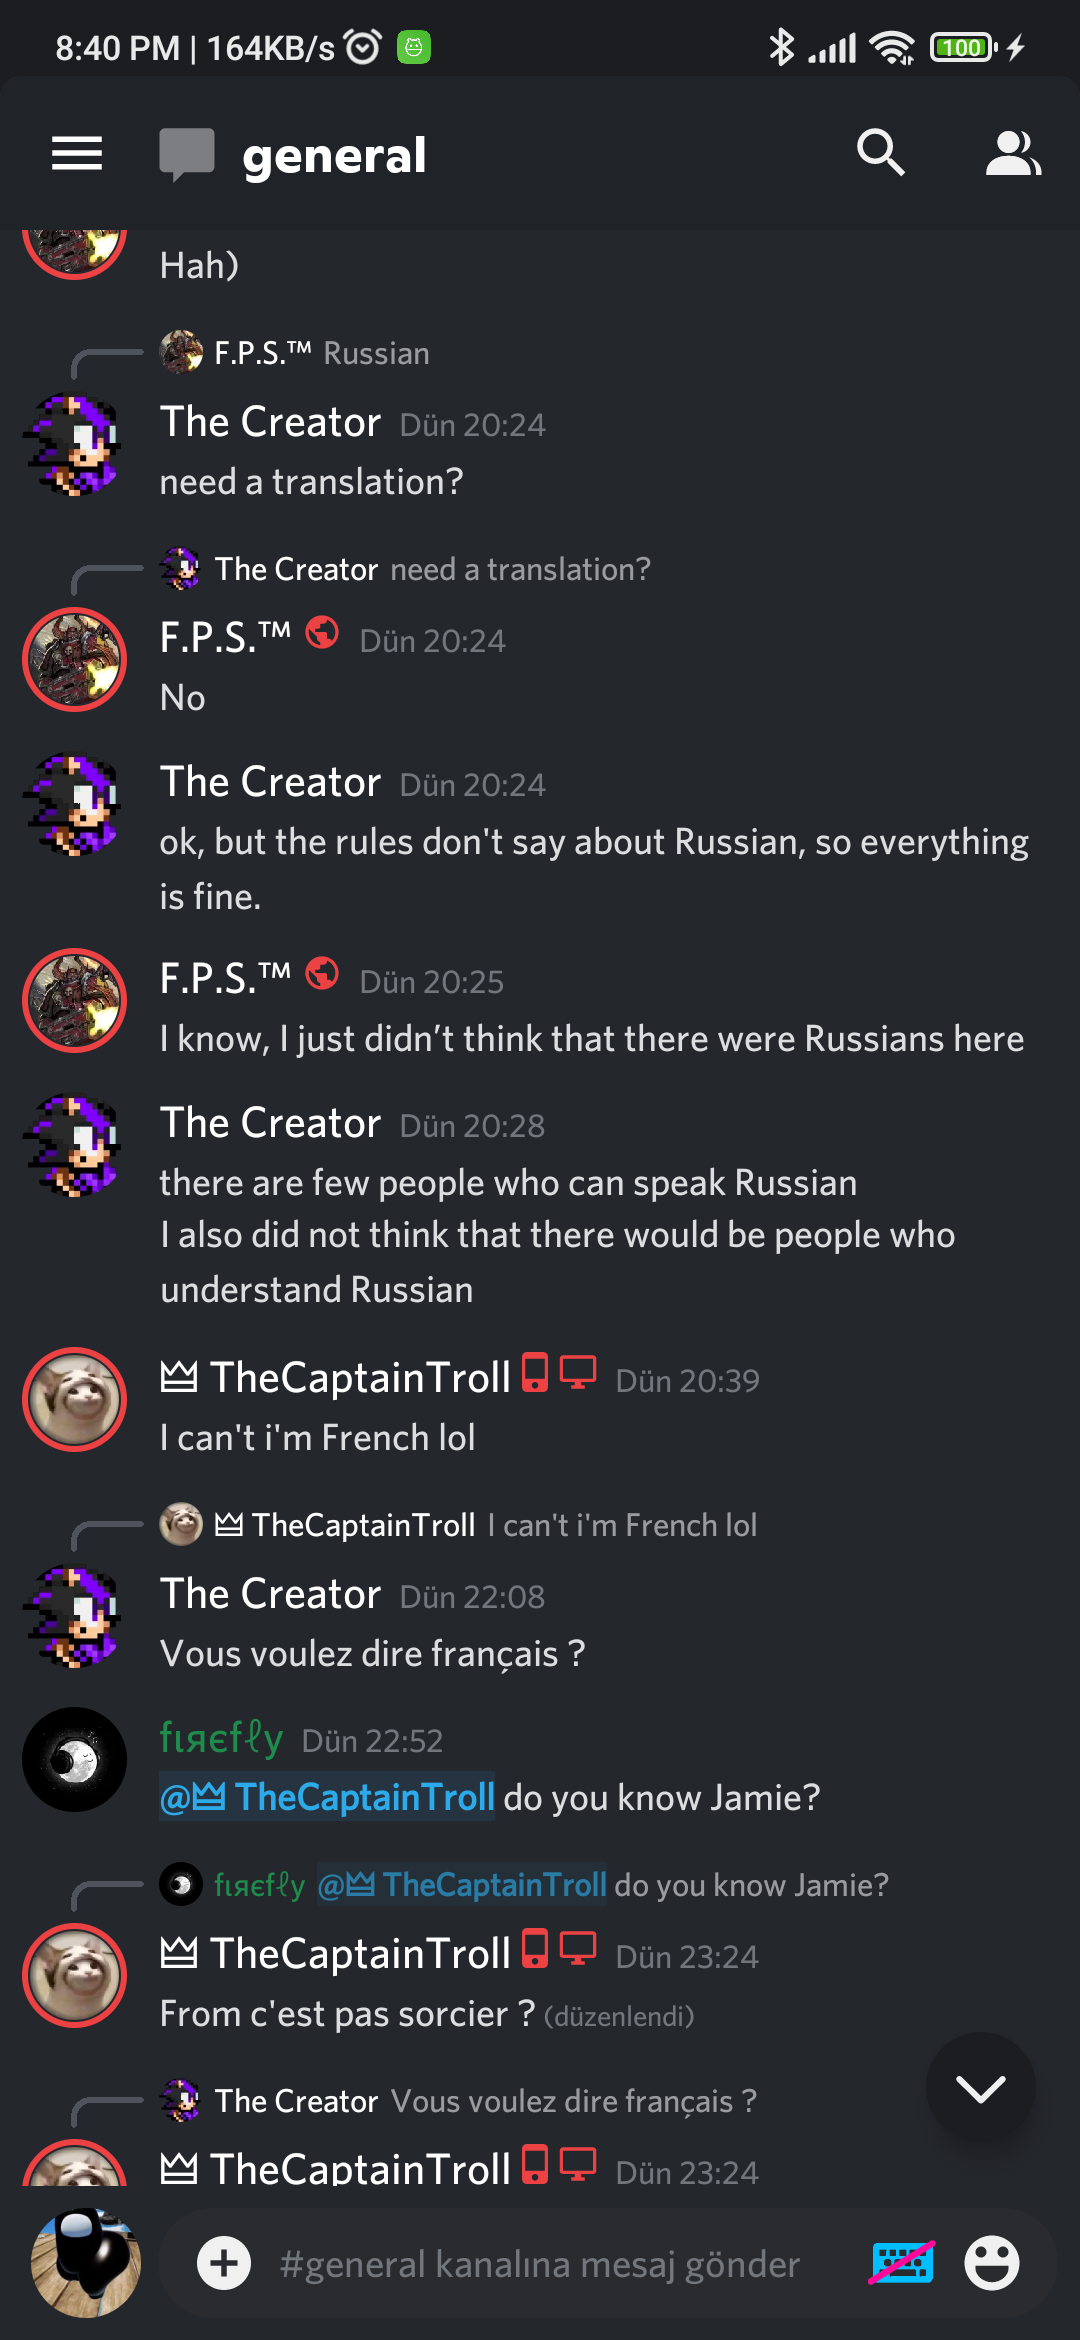 8:40 PM | 164KB/s
100
general
Hah)
F.P.S.™ Russian
The Creator Dün 20:24
need a translation?
The Creator need a translation?
F.P.S.™ Dün 20:24
No
The Creator Dün 20:24
ok, but the rules don't say about Russian, so everything
is fine.
F.P.S.™ Dün 20:25
I know, I just didn’t think that there were Russians here
The Creator Dün 20:28
there are few people who can speak Russian
I also did not think that there would be people who
understand Russian
TheCaptainTroll Dün 20:39
I can't i'm French lol
TheCaptainTroll I can't i'm French lol
The Creator Dün 22:08
Vous voulez dire français ?
fιяєfℓy Dün 22:52
@ TheCaptainTroll do you know Jamie?
fιяєfℓy @ TheCaptainTroll do you know Jamie?
TheCaptainTroll Dün 23:24
From c'est pas sorcier ? (düzenlendi)
The Creator Vous voulez dire français ?
TheCaptainTroll Dün 23:24
#general kanalına mesaj gönder